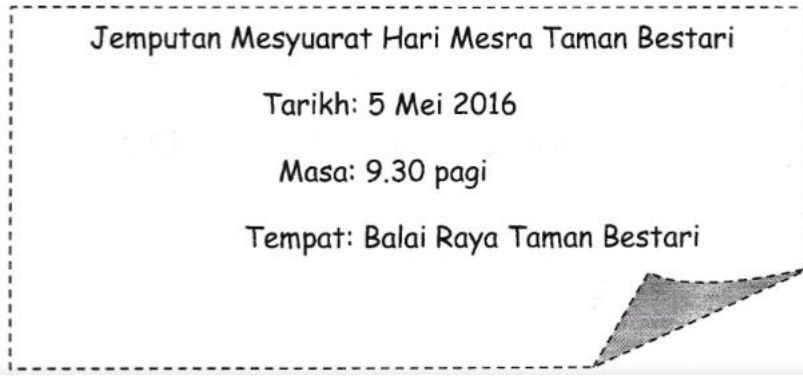 Jemputan Mesyuarat Hari Mesra Taman Bestari
Tarikh: 5 Mei 2016
Masa: 9.30 pagi
Tempat: Balai Raya Taman Bestari